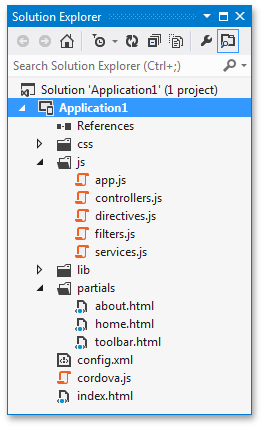 Solution Explorer
Search Solution Explorer (Ctrl+;)
Solution 'Application1' (1 project)
Application1
References
css
js
app.js
controllers.js
directives.js
filters.js
services.js
lib
partials
about.html
home.html
toolbar.html
config.xml
cordova.js
index.html